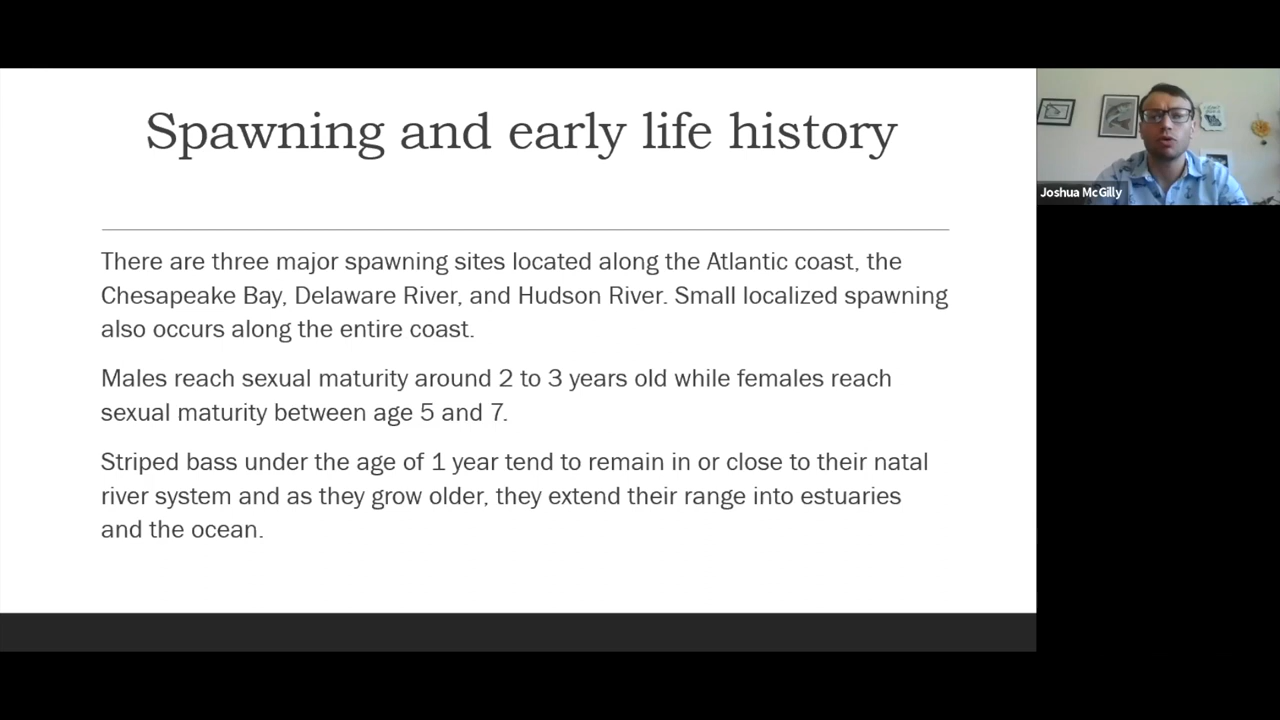 Spawning and early life history
There are three major spawning sites located along the Atlantic coast, the
Chesapeake Bay, Delaware River, and Hudson River. Small localized spawning
also occurs along the entire coast.
Males reach sexual maturity around 2 to 3 years old while females reach
sexual maturity between age 5 and 7.
Striped bass under the age of 1 year tend to remain in or close to their natal
river system and as they grow older, they extend their range into estuaries
and the ocean.
Joshua McGilly